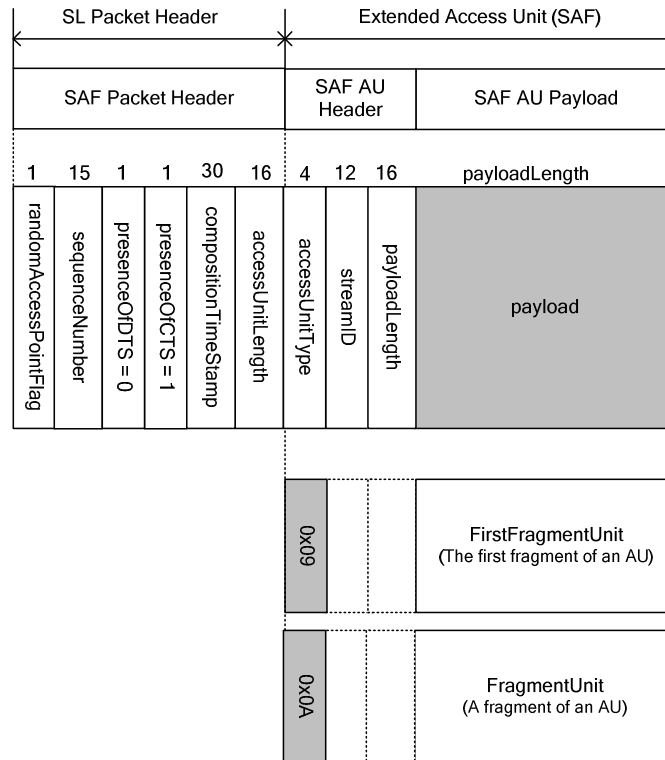 SL Packet Header
Extended Access Unit (SAF)
SAF Packet Header
SAF AU
Header
SAF AU Payload
1 15 1 1 30 16 4 12 16 payloadLength
randomAccessPointFlag
sequenceNumber
presenceOfDTS = 0
presenceOfCTS = 1
compositionTimeStamp
accessUnitLength
accessUnitType
streamID
payloadLength
payload
0x09
FirstFragmentUnit
(The first fragment of an AU)
0x0A
FragmentUnit
(A fragment of an AU)